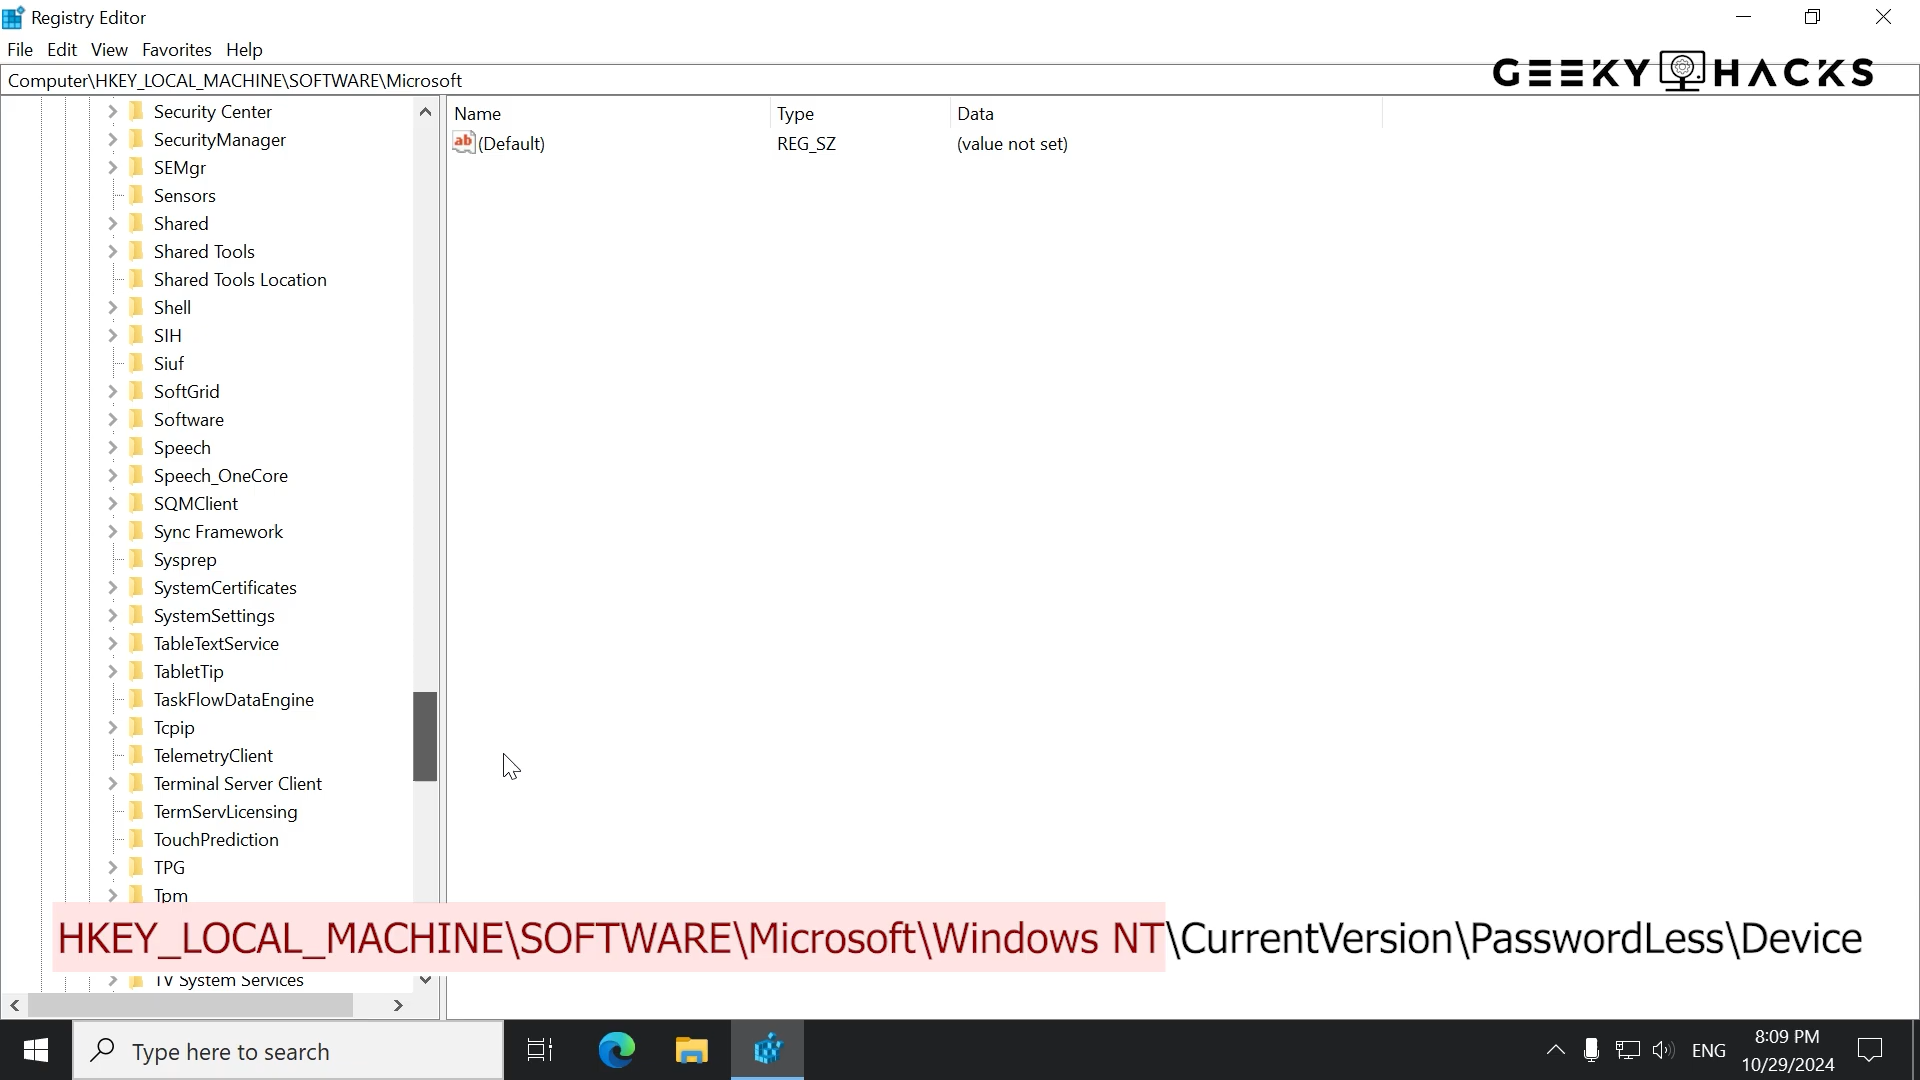 Registry Editor
File Edit View Favorites Help
Computer\HKEY_LOCAL_MACHINE\SOFTWARE\Microsoft
GEEKY HACKS
Name Type Data
(Default) REG_SZ (value not set)
Security Center
SecurityManager
SEMgr
Sensors
Shared
Shared Tools
Shared Tools Location
Shell
SIH
Siuf
SoftGrid
Software
Speech
Speech_OneCore
SQMClient
Sync Framework
Sysprep
SystemCertificates
SystemSettings
TableTextService
TabletTip
TaskFlowDataEngine
Tcpip
TelemetryClient
Terminal Server Client
TermServLicensing
TouchPrediction
TPG
Tpm
HKEY_LOCAL_MACHINE\SOFTWARE\Microsoft\Windows NT\CurrentVersion\PasswordLess\Device
TV System Services
Type here to search
ENG
8:09 PM
10/29/2024